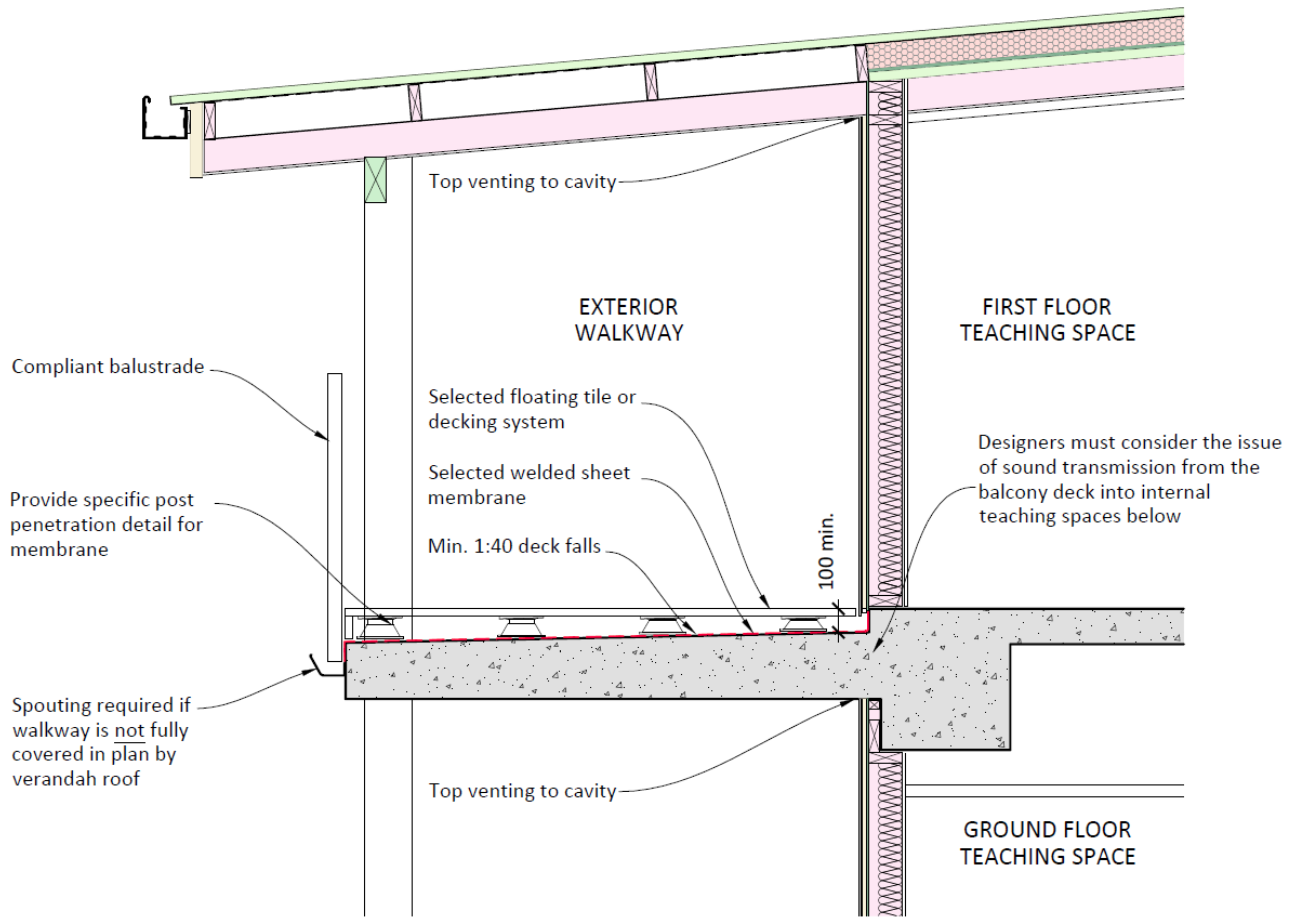 Top venting to cavity
EXTERIOR
WALKWAY
FIRST FLOOR
TEACHING SPACE
Compliant balustrade
Selected floating tile or
decking system
Designers must consider the issue
of sound transmission from the
balcony deck into internal
teaching spaces below
Selected welded sheet
membrane
Provide specific post
penetration detail for
membrane
Min. 1:40 deck falls
100 min.
Spouting required if
walkway is not fully
covered in plan by
verandah roof
Top venting to cavity
GROUND FLOOR
TEACHING SPACE